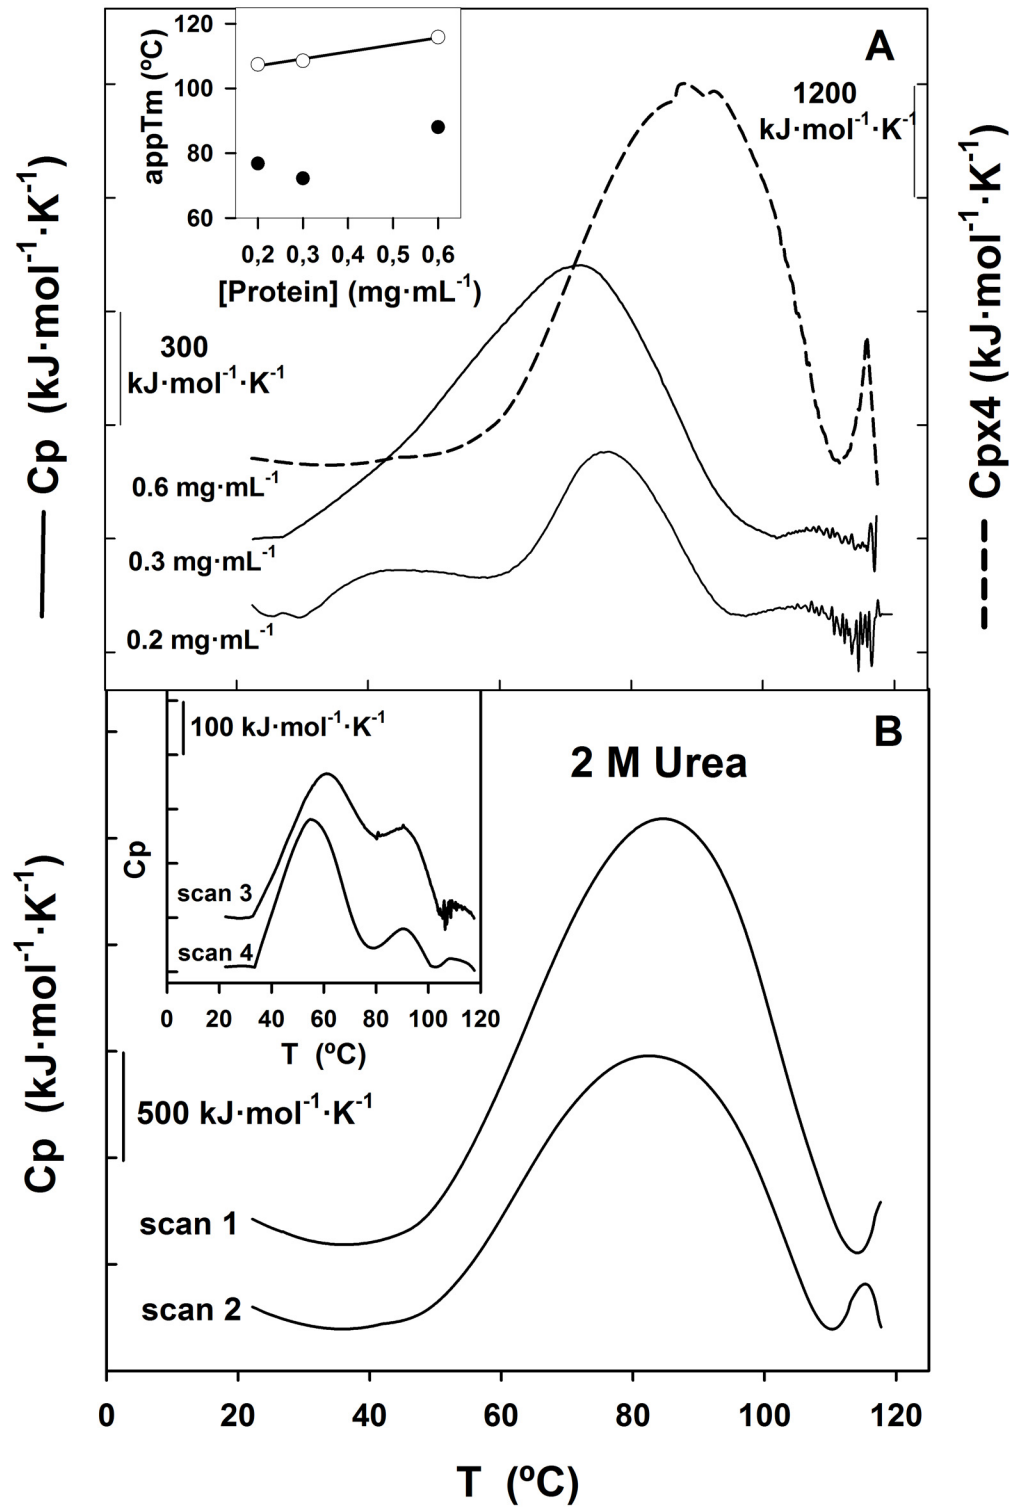 A
120
100
80
60
appTm (ºC)
0,2 0,3 0,4 0,5 0,6
[Protein] (mg·mL⁻¹)
1200
kJ·mol⁻¹·K⁻¹
300
kJ·mol⁻¹·K⁻¹
0.6 mg·mL⁻¹
0.3 mg·mL⁻¹
0.2 mg·mL⁻¹
Cp (kJ·mol⁻¹·K⁻¹)
Cpx4 (kJ·mol⁻¹·K⁻¹)
B
2 M Urea
100 kJ·mol⁻¹·K⁻¹
Cp
scan 3
scan 4
0 20 40 60 80 100 120
T (ºC)
500 kJ·mol⁻¹·K⁻¹
Cp (kJ·mol⁻¹·K⁻¹)
scan 1
scan 2
0 20 40 60 80 100 120
T (ºC)